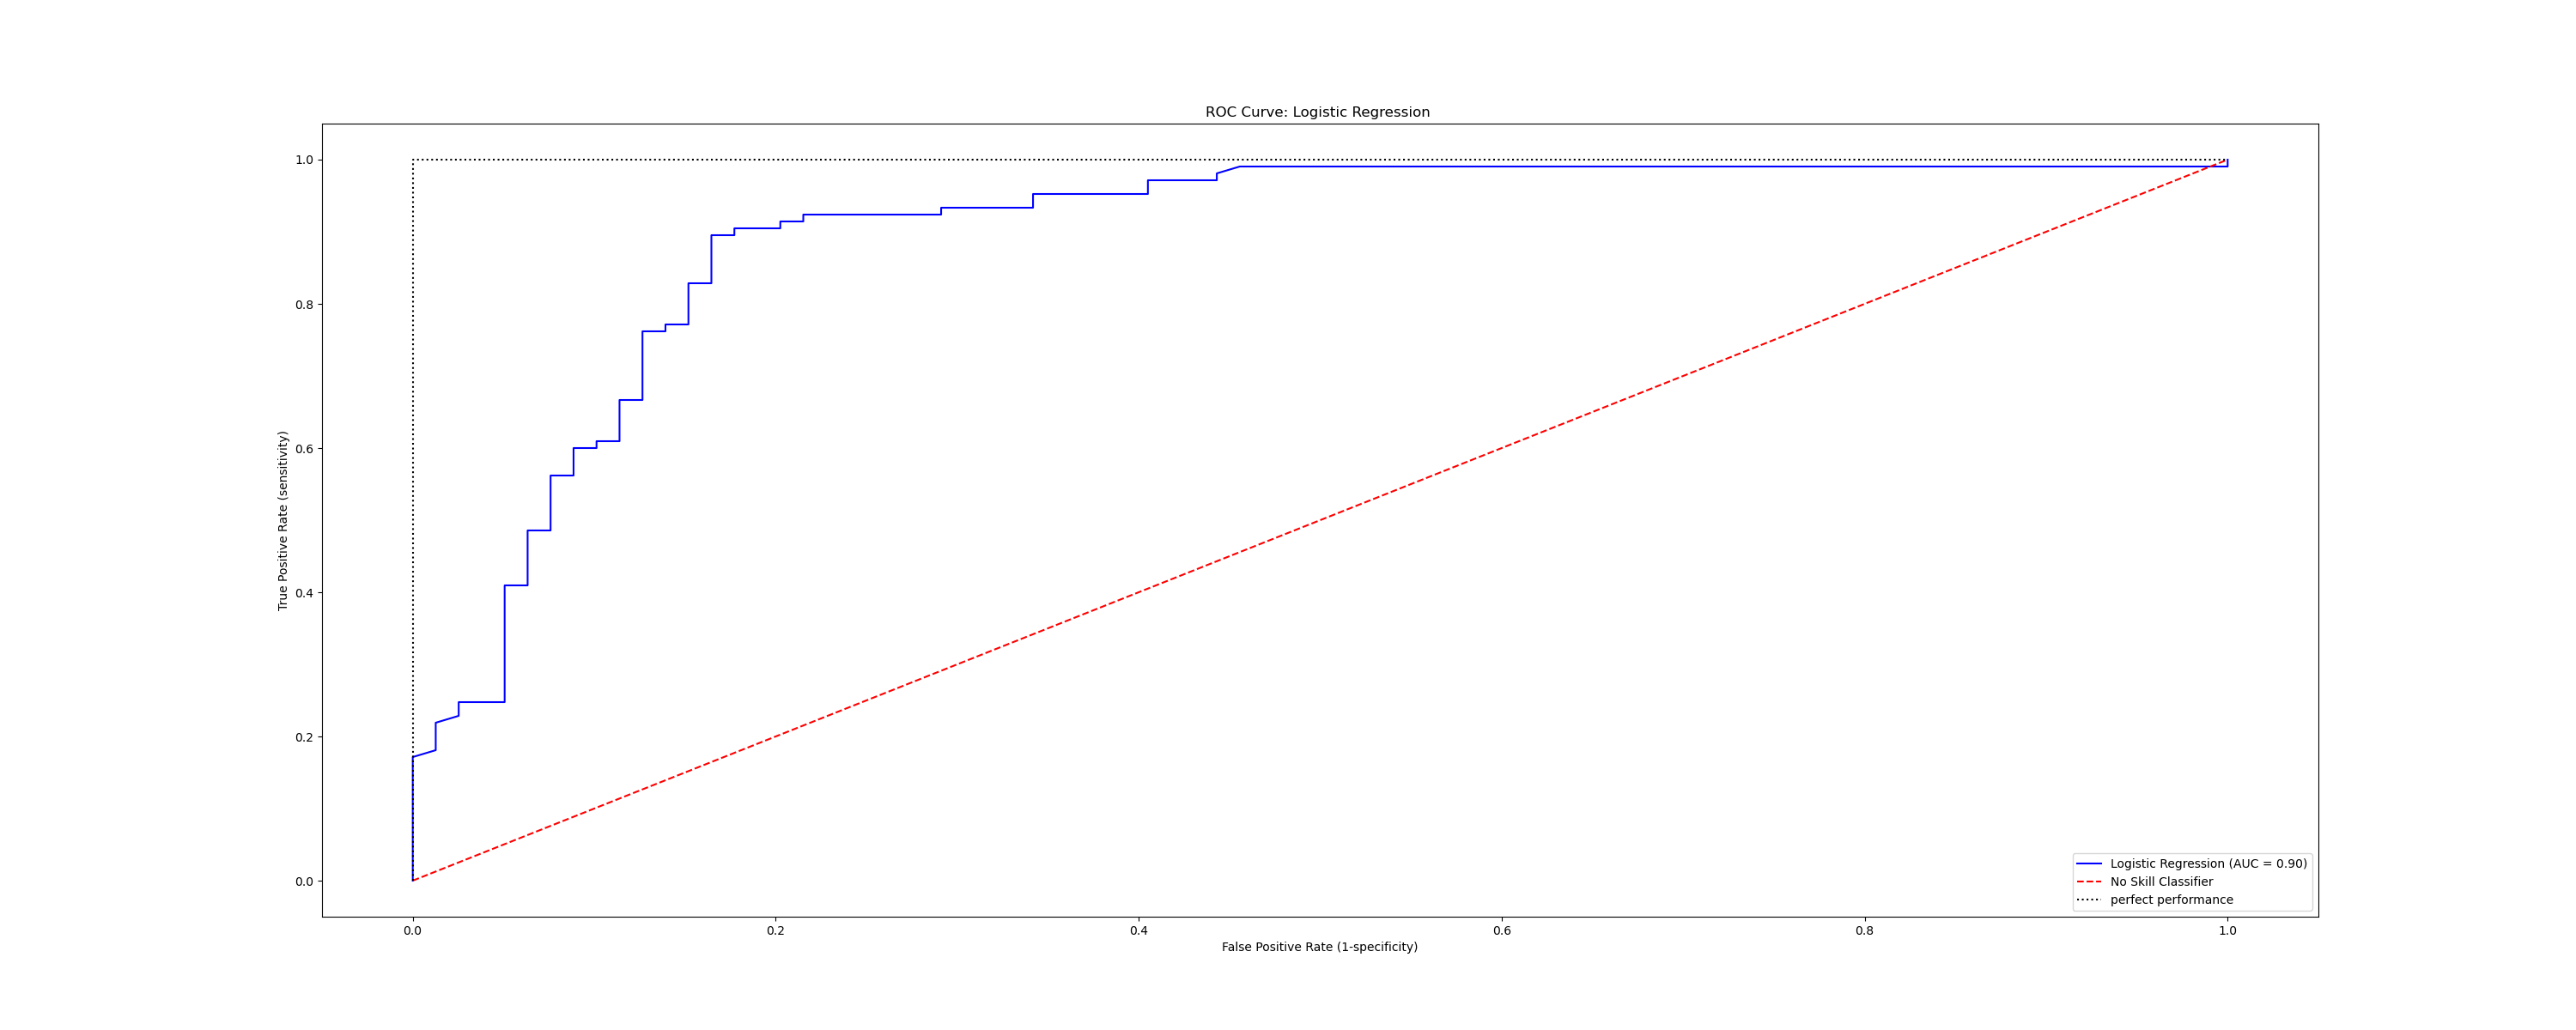 ROC Curve: Logistic Regression
1.0
0.8
0.6
0.4
0.2
0.0
True Positive Rate (sensitivity)
0.0 0.2 0.4 0.6 0.8 1.0
False Positive Rate (1-specificity)
Logistic Regression (AUC = 0.90)
No Skill Classifier
perfect performance